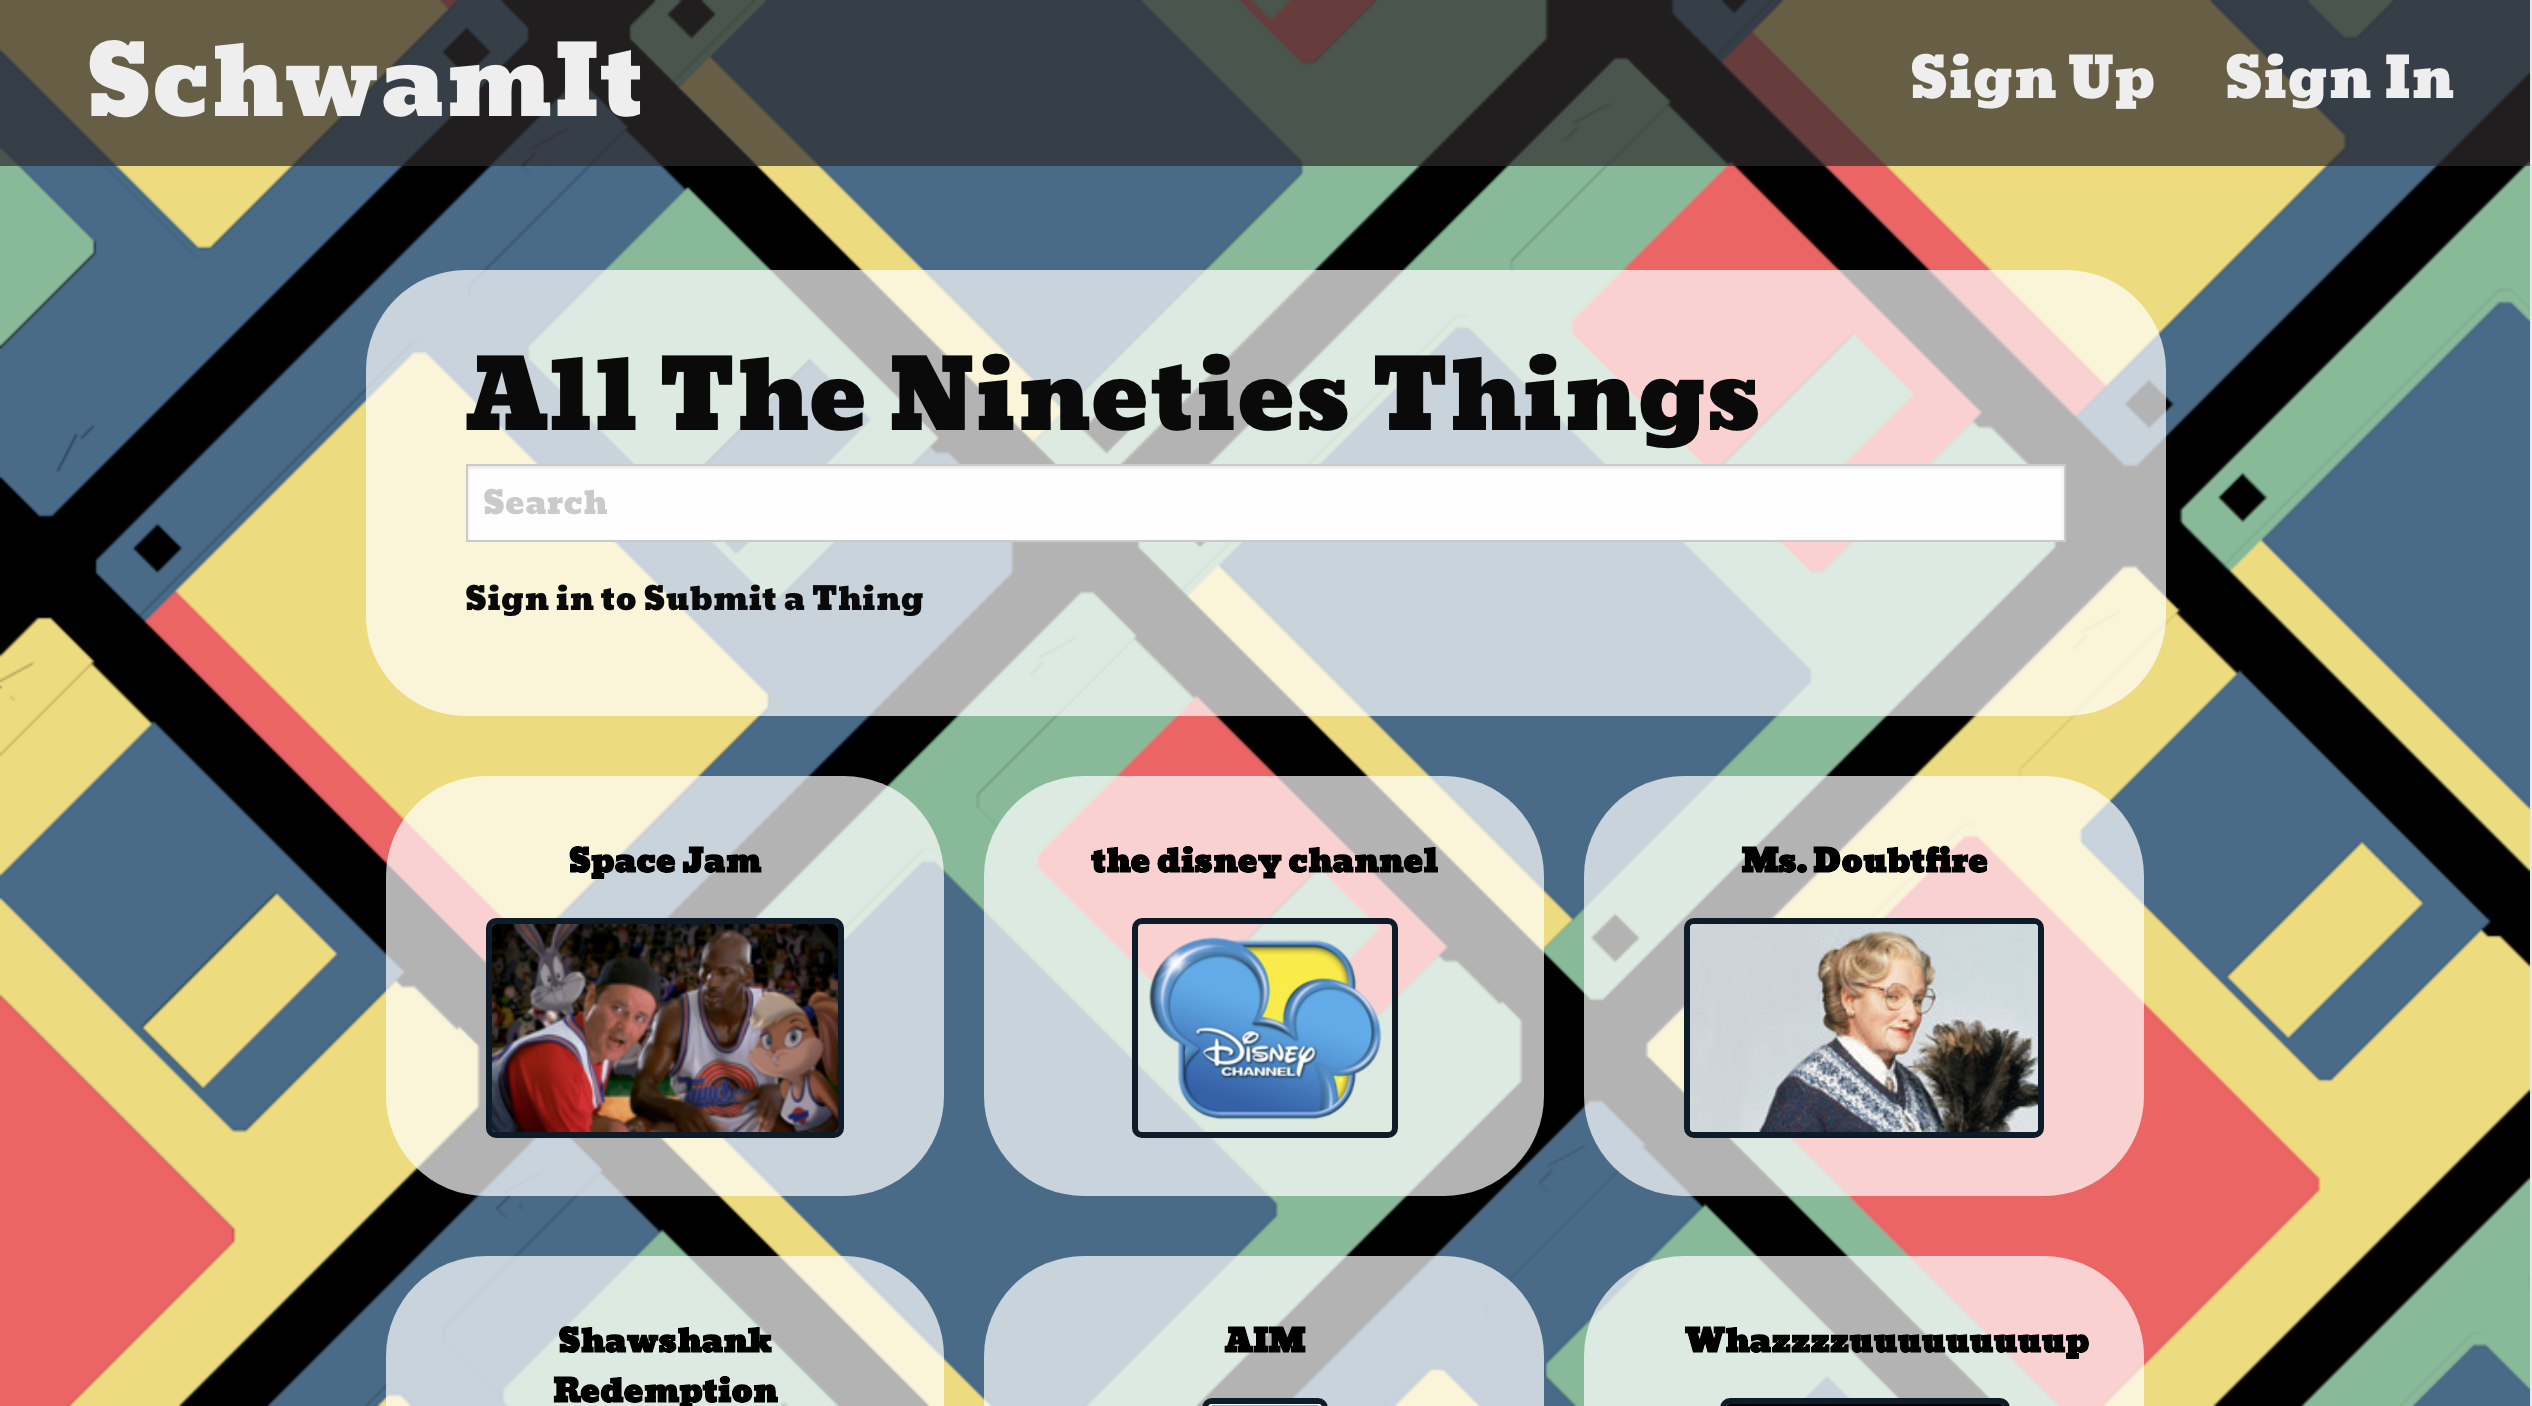 SchwamIt
Sign Up
Sign In
All The Nineties Things
Search
Sign in to Submit a Thing
Space Jam
the disney channel
Ms. Doubtfire
DISNEY
CHANNEL
Shawshank
Redemption
AIM
Whazzzzuuuuuuuuup